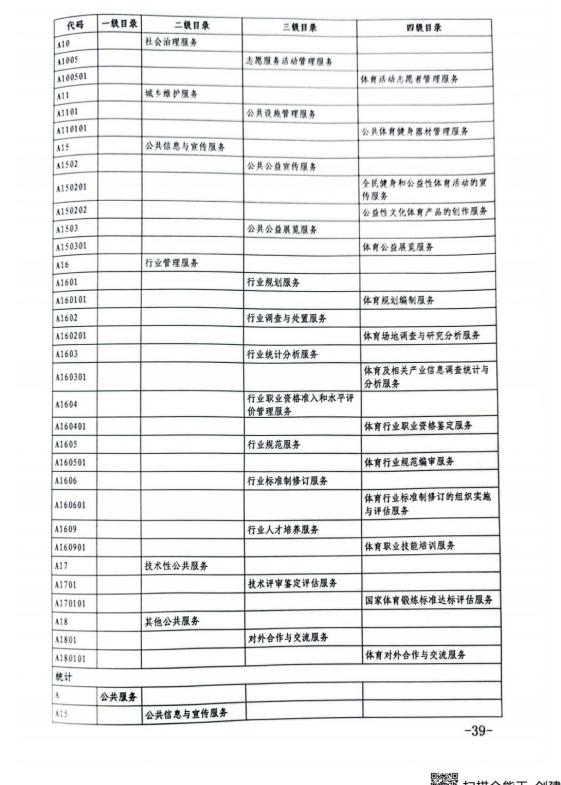 代码 一级目录 二级目录 三级目录 四级目录
A10 社会治理服务
A1005 志愿服务活动管理服务
A100501 体育活动志愿者管理服务
A11 城乡维护服务
A1101 公共设施管理服务
A110101 公共体育健身器材管理服务
A15 公共信息与宣传服务
A1502 公共公益宣传服务
A150201 全民健身和公益性体育活动的宣
传服务
A150202 公益性文化体育产品的创作服务
A1503 公共公益展览服务
A150301 体育公益展览服务
A16 行业管理服务
A1601 行业规划服务
A160101 体育规划编制服务
A1602 行业调查与处置服务
A160201 体育场地调查与研究分析服务
A1603 行业统计分析服务
A160301 体育及相关产业信息调查统计与
分析服务
A1604 行业职业资格准入和水平评
价管理服务
A160401 体育行业职业资格鉴定服务
A1605 行业规范服务
A160501 体育行业规范编审服务
A1606 行业标准制修订服务
A160601 体育行业标准制修订的组织实施
与评估服务
A1609 行业人才培养服务
A160901 体育职业技能培训服务
A17 技术性公共服务
A1701 技术评审鉴定评估服务
A170101 国家体育锻炼标准达标评估服务
A18 其他公共服务
A1801 对外合作与交流服务
A180101 体育对外合作与交流服务
统计
A 公共服务
A15 公共信息与宣传服务
-39-